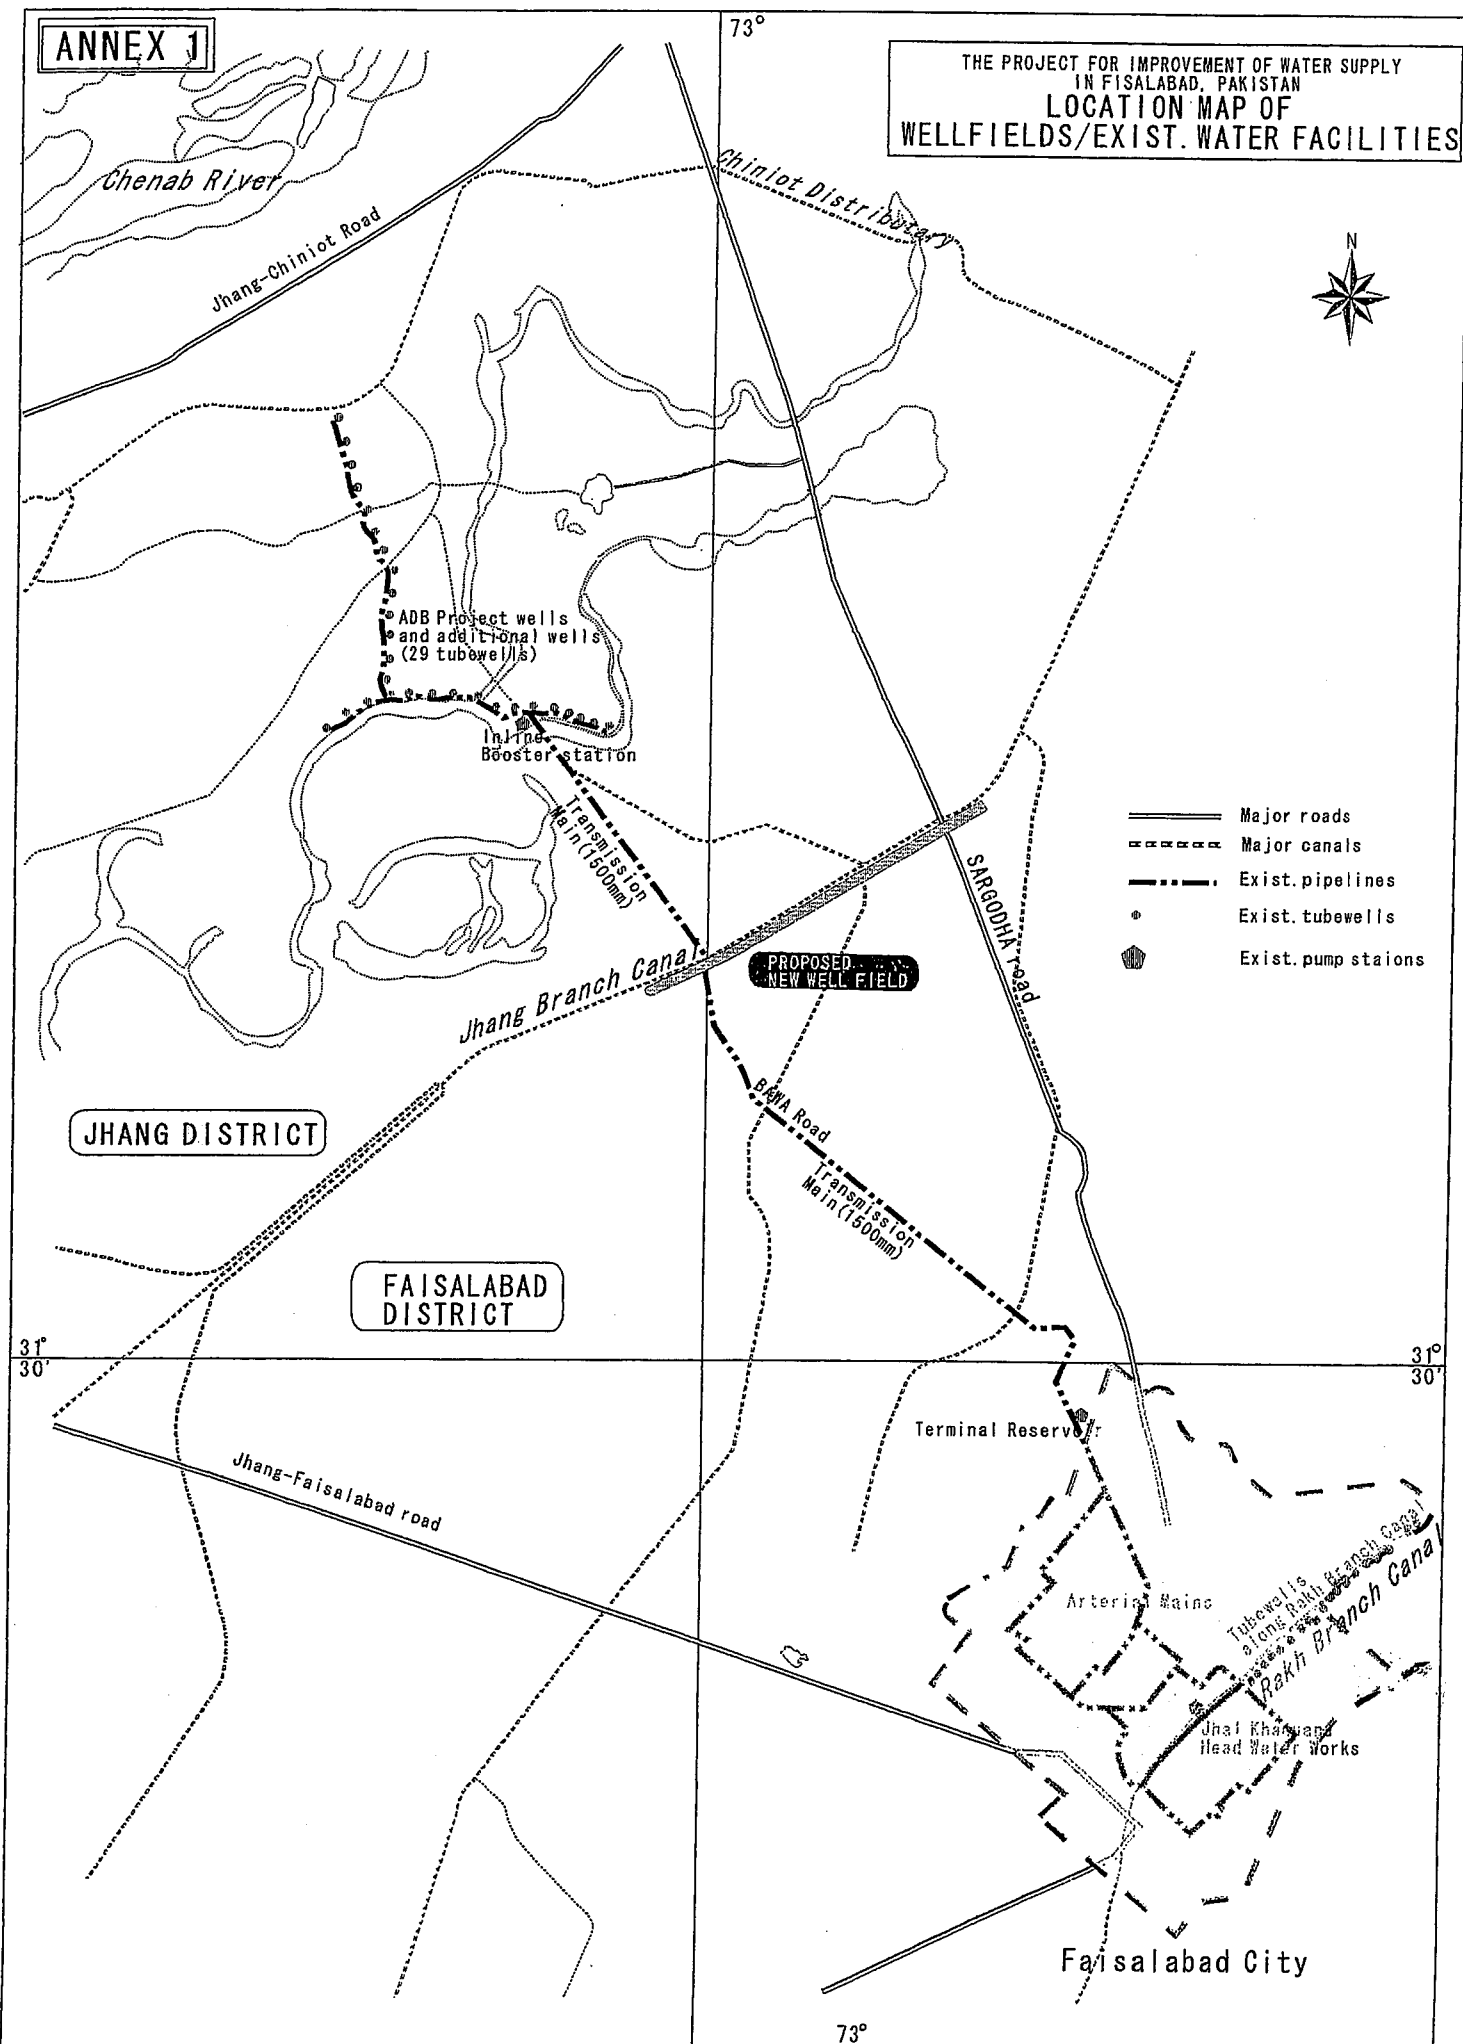 ANNEX 1
73°
THE PROJECT FOR IMPROVEMENT OF WATER SUPPLY
IN FISALABAD, PAKISTAN
LOCATION MAP OF
WELLFIELDS/EXIST. WATER FACILITIES
Chenab River
Chiniot Distributary
Jhang-Chiniot Road
N
ADB Project wells
and additional wells
(29 tubewells)
Inline
Booster station
Transmission
Main(1500mm)
Major roads
Major canals
Exist. pipelines
Exist. tubewells
Exist. pump staions
SARGODHA road
Jhang Branch Canal
PROPOSED
NEW WELL FIELD
BAWA Road
JHANG DISTRICT
Transmission
Main(1500mm)
FAISALABAD
DISTRICT
31°
30'
31°
30'
Terminal Reservoir
Jhang-Faisalabad road
Arterial Mains
Tubewells
along Rakh Branch Canal
Rakh Branch Canal
Jhal Khanuana
Head Water Works
Faisalabad City
73°